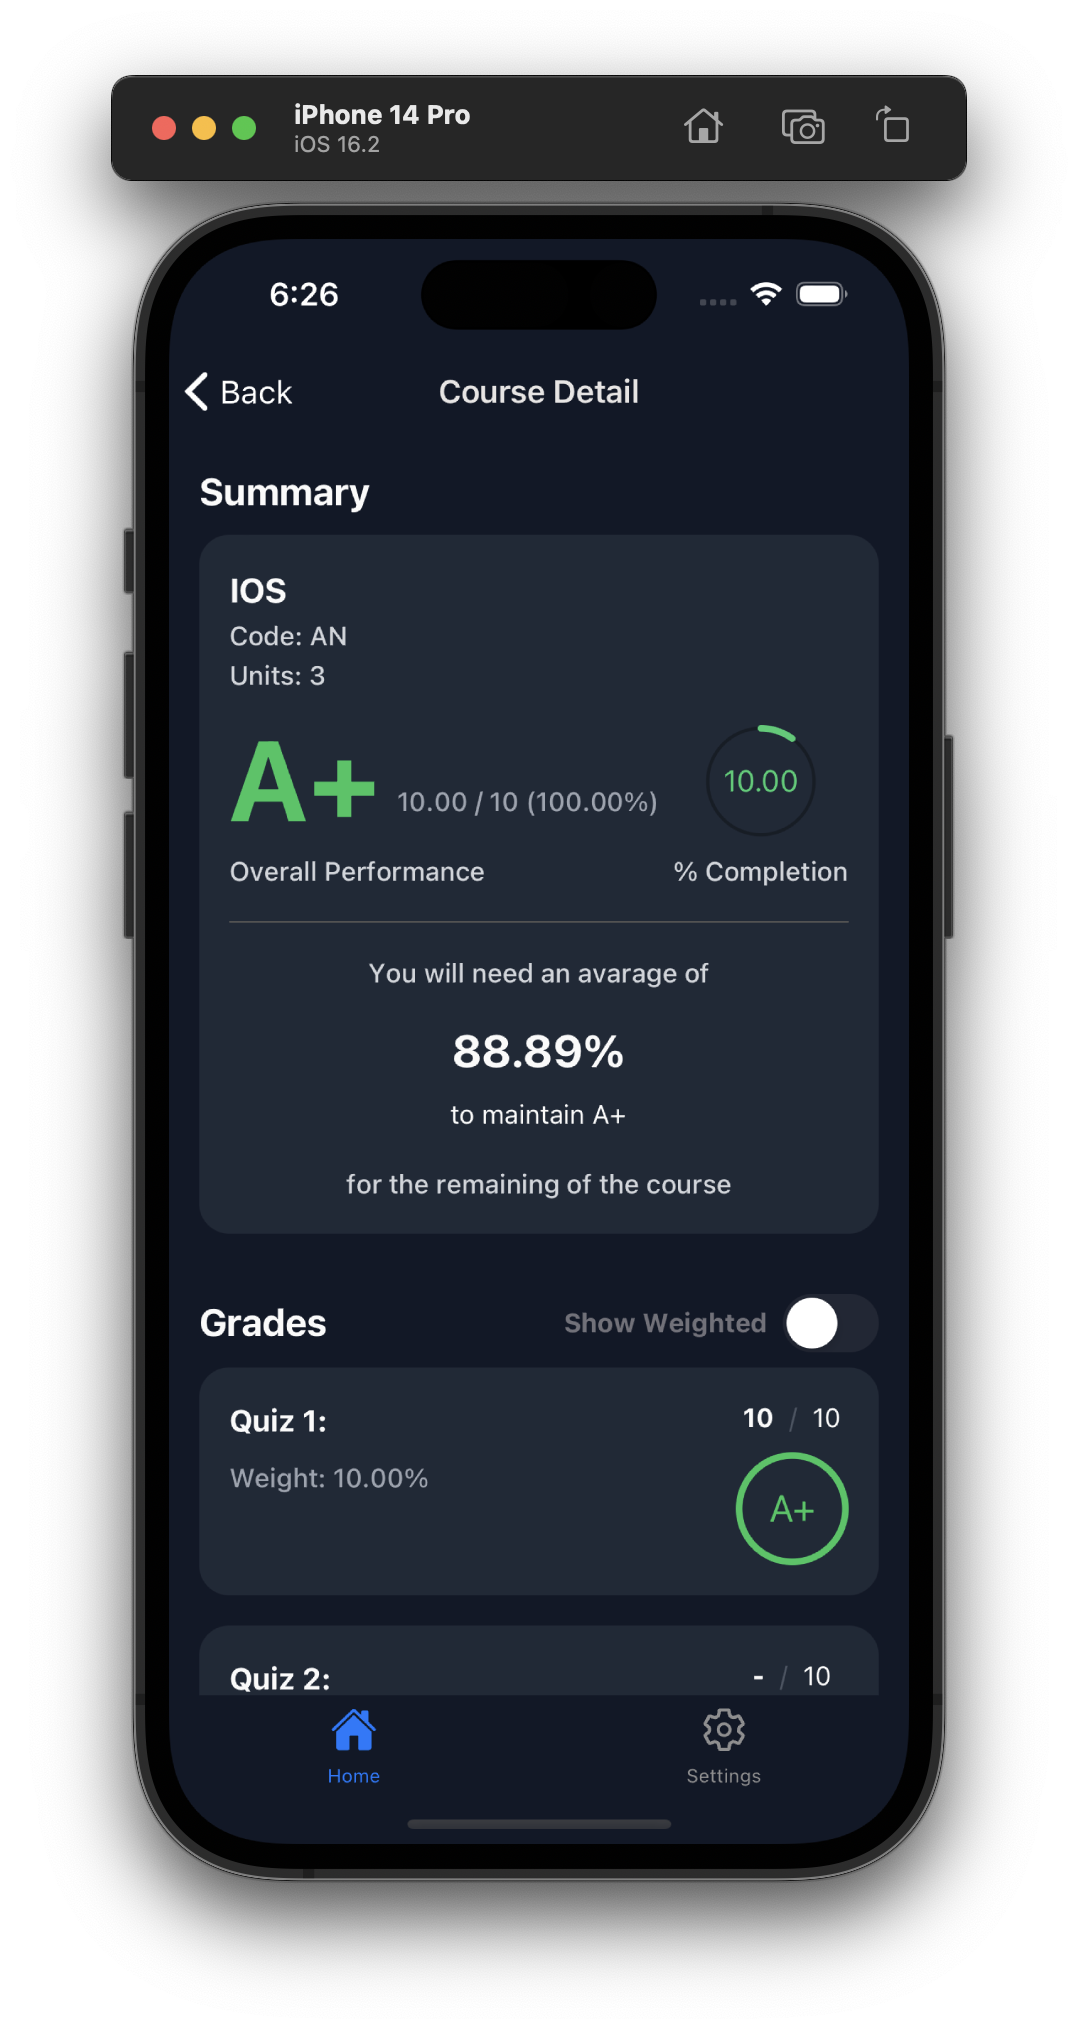 iPhone 14 Pro
iOS 16.2
6:26
Back
Course Detail
Summary
IOS
Code: AN
Units: 3
A+
10.00 / 10 (100.00%)
10.00
Overall Performance
% Completion
You will need an avarage of
88.89%
to maintain A+
for the remaining of the course
Grades
Show Weighted
Quiz 1:
10 / 10
Weight: 10.00%
A+
Quiz 2:
- / 10
Home
Settings